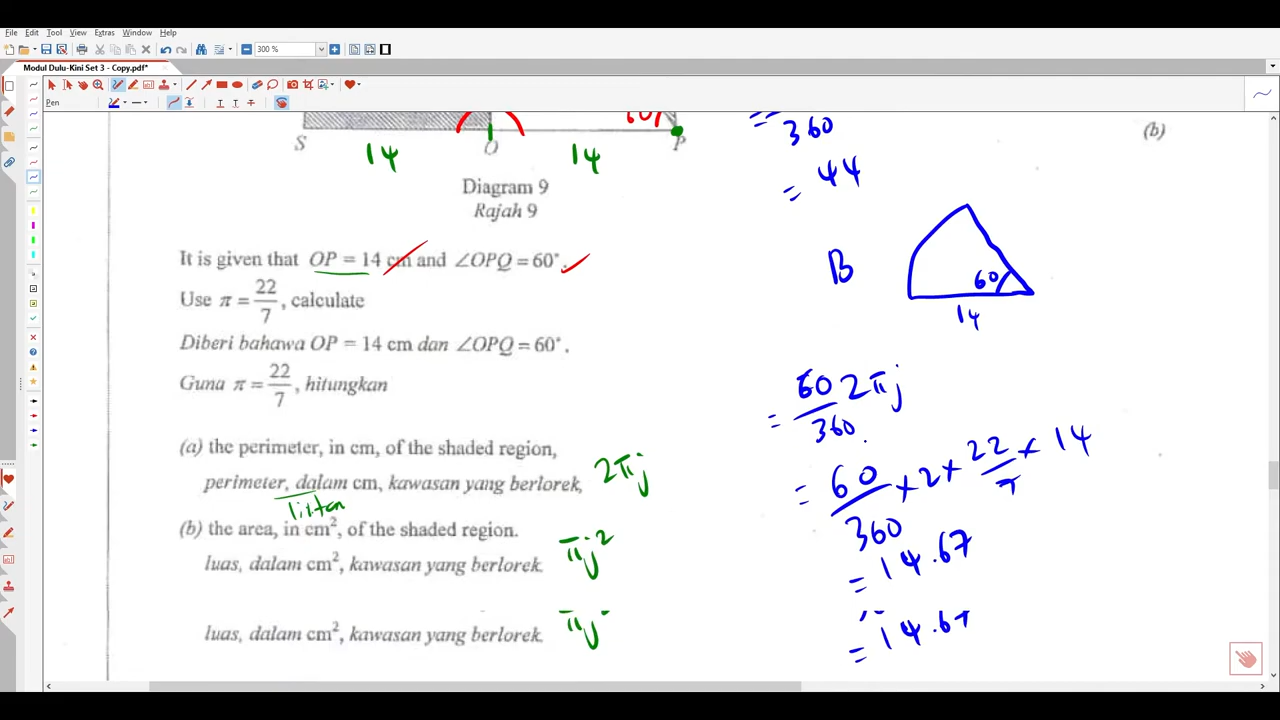 File Edit Tool View Extras Window Help
300 %
Modul Dulu-Kini Set 3 - Copy.pdf*
Pen
S O P
14 14
60
Diagram 9
Rajah 9
It is given that OP = 14 cm and ∠OPQ = 60°.
Use π = 22/7, calculate
Diberi bahawa OP = 14 cm dan ∠OPQ = 60°.
Guna π = 22/7, hitungkan
(a) the perimeter, in cm, of the shaded region,
perimeter, dalam cm, kawasan yang berlorek, 2πj
(b) the area, in cm², of the shaded region.
luas, dalam cm², kawasan yang berlorek. πj²
luas, dalam cm², kawasan yang berlorek. πj
360
= 44
(b)
B
60
14
= 60/360 2πj
= 60/360 × 2 × 22/7 × 14
= 14.67
= 14.67